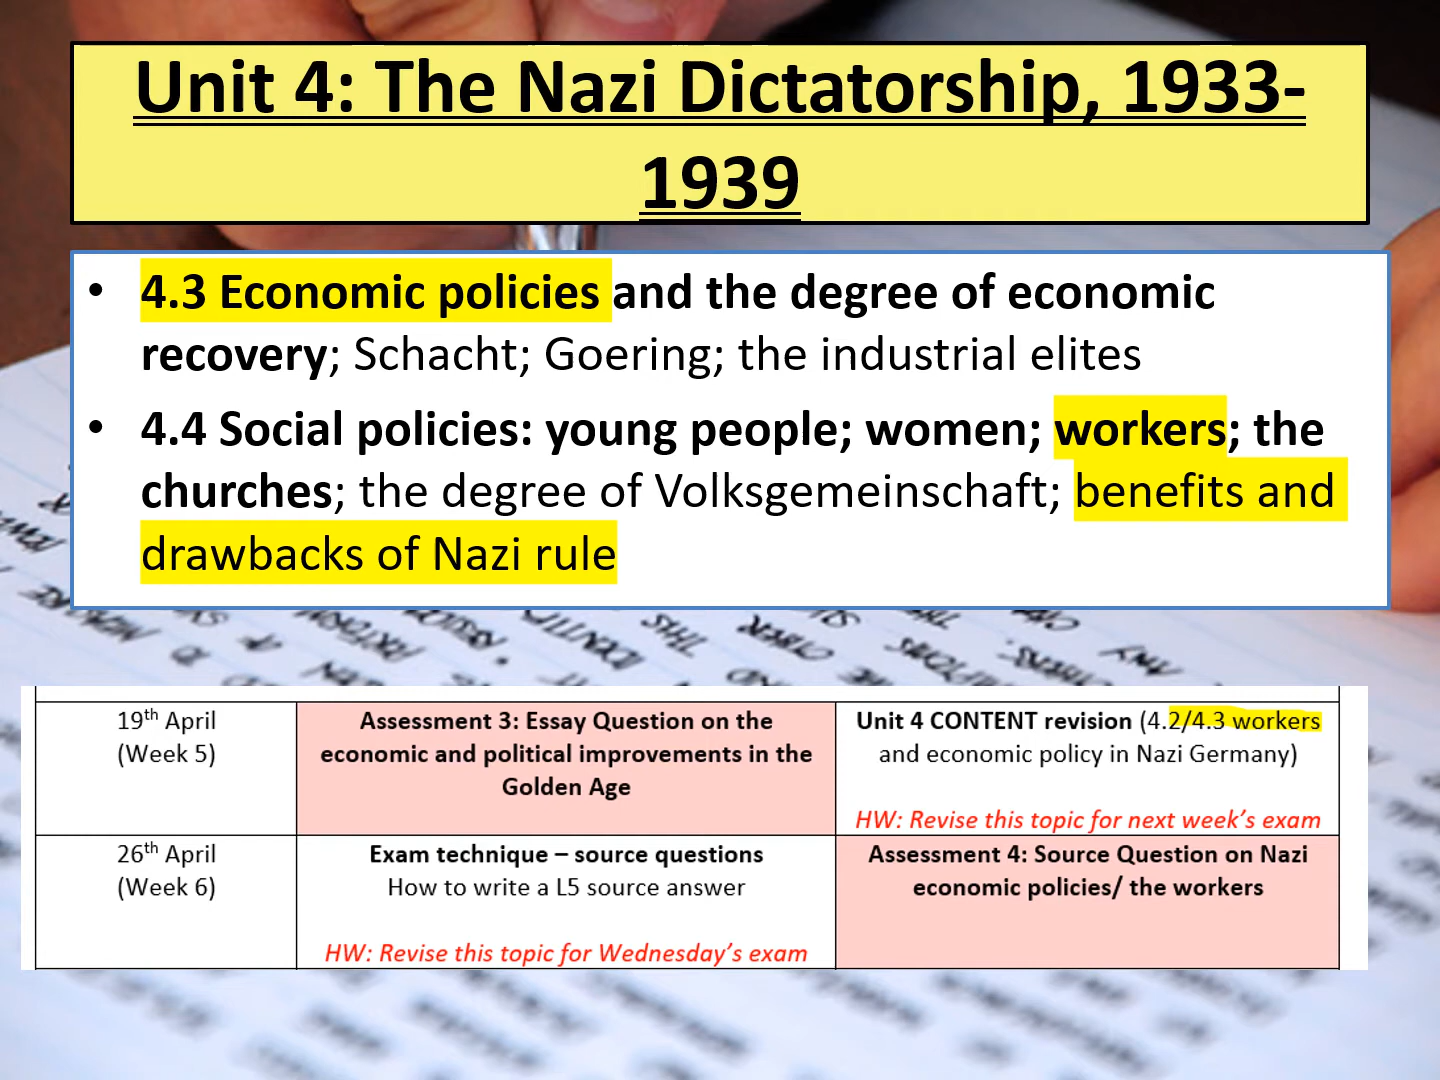 Unit 4: The Nazi Dictatorship, 1933-
1939
• 4.3 Economic policies and the degree of economic
recovery; Schacht; Goering; the industrial elites
• 4.4 Social policies: young people; women; workers; the
churches; the degree of Volksgemeinschaft; benefits and
drawbacks of Nazi rule
19th April
(Week 5)
Assessment 3: Essay Question on the
economic and political improvements in the
Golden Age
Unit 4 CONTENT revision (4.2/4.3 workers
and economic policy in Nazi Germany)
HW: Revise this topic for next week's exam
26th April
(Week 6)
Exam technique – source questions
How to write a L5 source answer
HW: Revise this topic for Wednesday's exam
Assessment 4: Source Question on Nazi
economic policies/ the workers